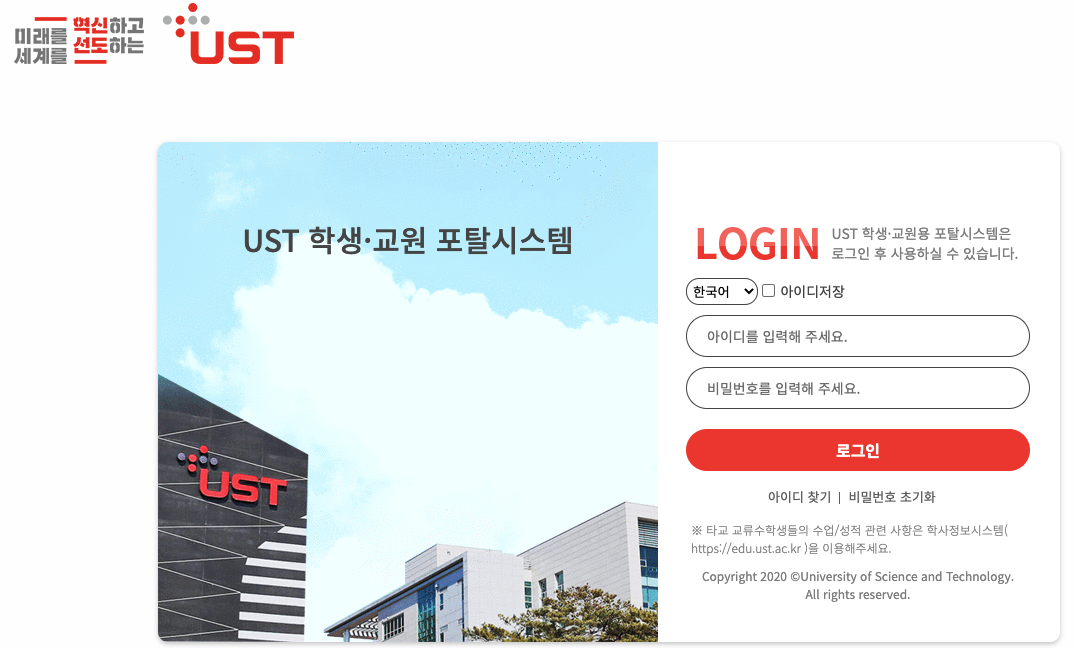 미래를 혁신하고
세계를 선도하는
UST
UST 학생·교원 포탈시스템
UST
LOGIN
UST 학생·교원용 포탈시스템은
로그인 후 사용하실 수 있습니다.
한국어 아이디저장
아이디를 입력해 주세요.
비밀번호를 입력해 주세요.
로그인
아이디 찾기 | 비밀번호 초기화
※ 타교 교류수학생들의 수업/성적 관련 사항은 학사정보시스템(
https://edu.ust.ac.kr )을 이용해주세요.
Copyright 2020 ©University of Science and Technology.
All rights reserved.